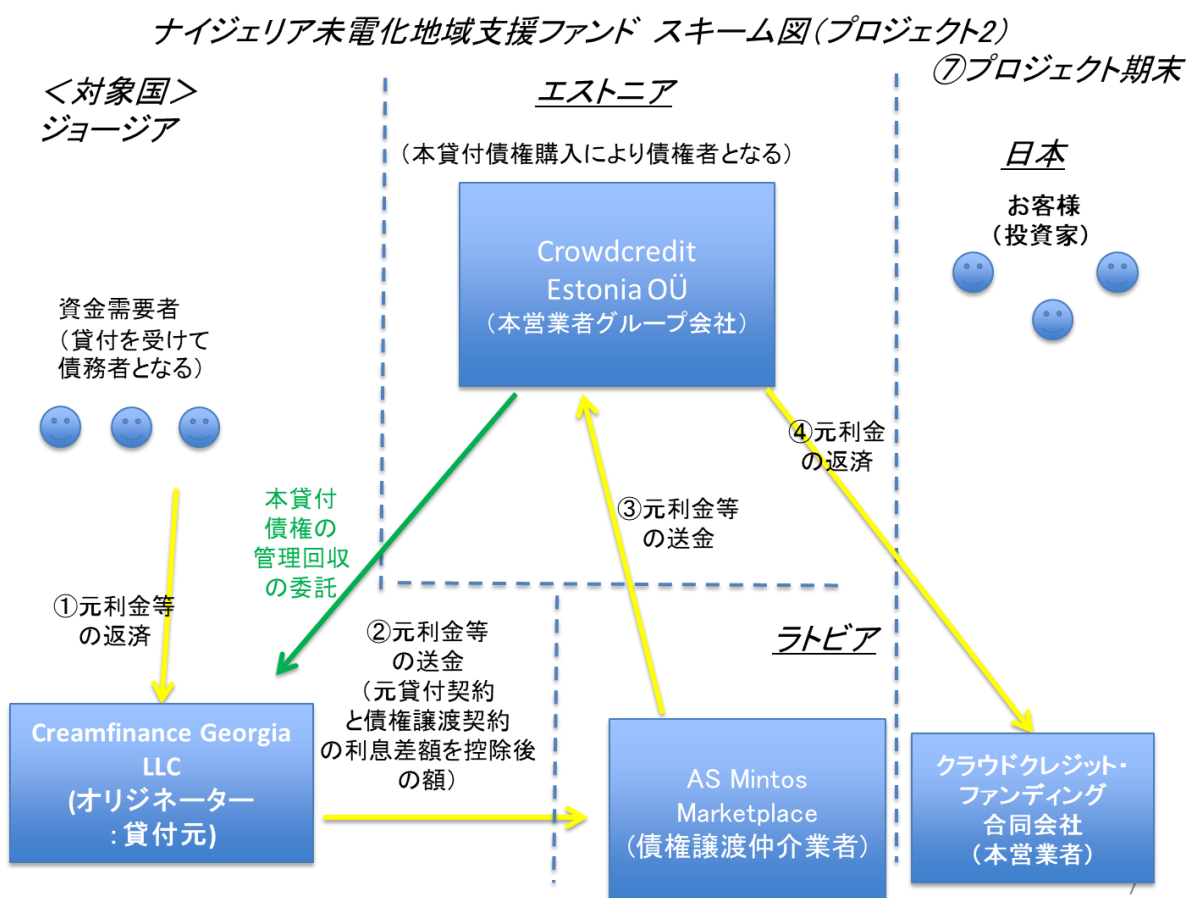 ナイジェリア未電化地域支援ファンド スキーム図(プロジェクト2)
⑦プロジェクト期末
<対象国>
ジョージア
エストニア
(本貸付債権購入により債権者となる)
日本
お客様
(投資家)
Crowdcredit
Estonia OÜ
(本営業者グループ会社)
資金需要者
(貸付を受けて
債務者となる)
④元利金
の返済
本貸付
債権の
管理回収
の委託
③元利金等
の送金
①元利金等
の返済
②元利金等
の送金
(元貸付契約
と債権譲渡契約
の利息差額を控除後
の額)
ラトビア
Creamfinance Georgia
LLC
(オリジネーター
:貸付元)
AS Mintos
Marketplace
(債権譲渡仲介業者)
クラウドクレジット・
ファンディング
合同会社
(本営業者)